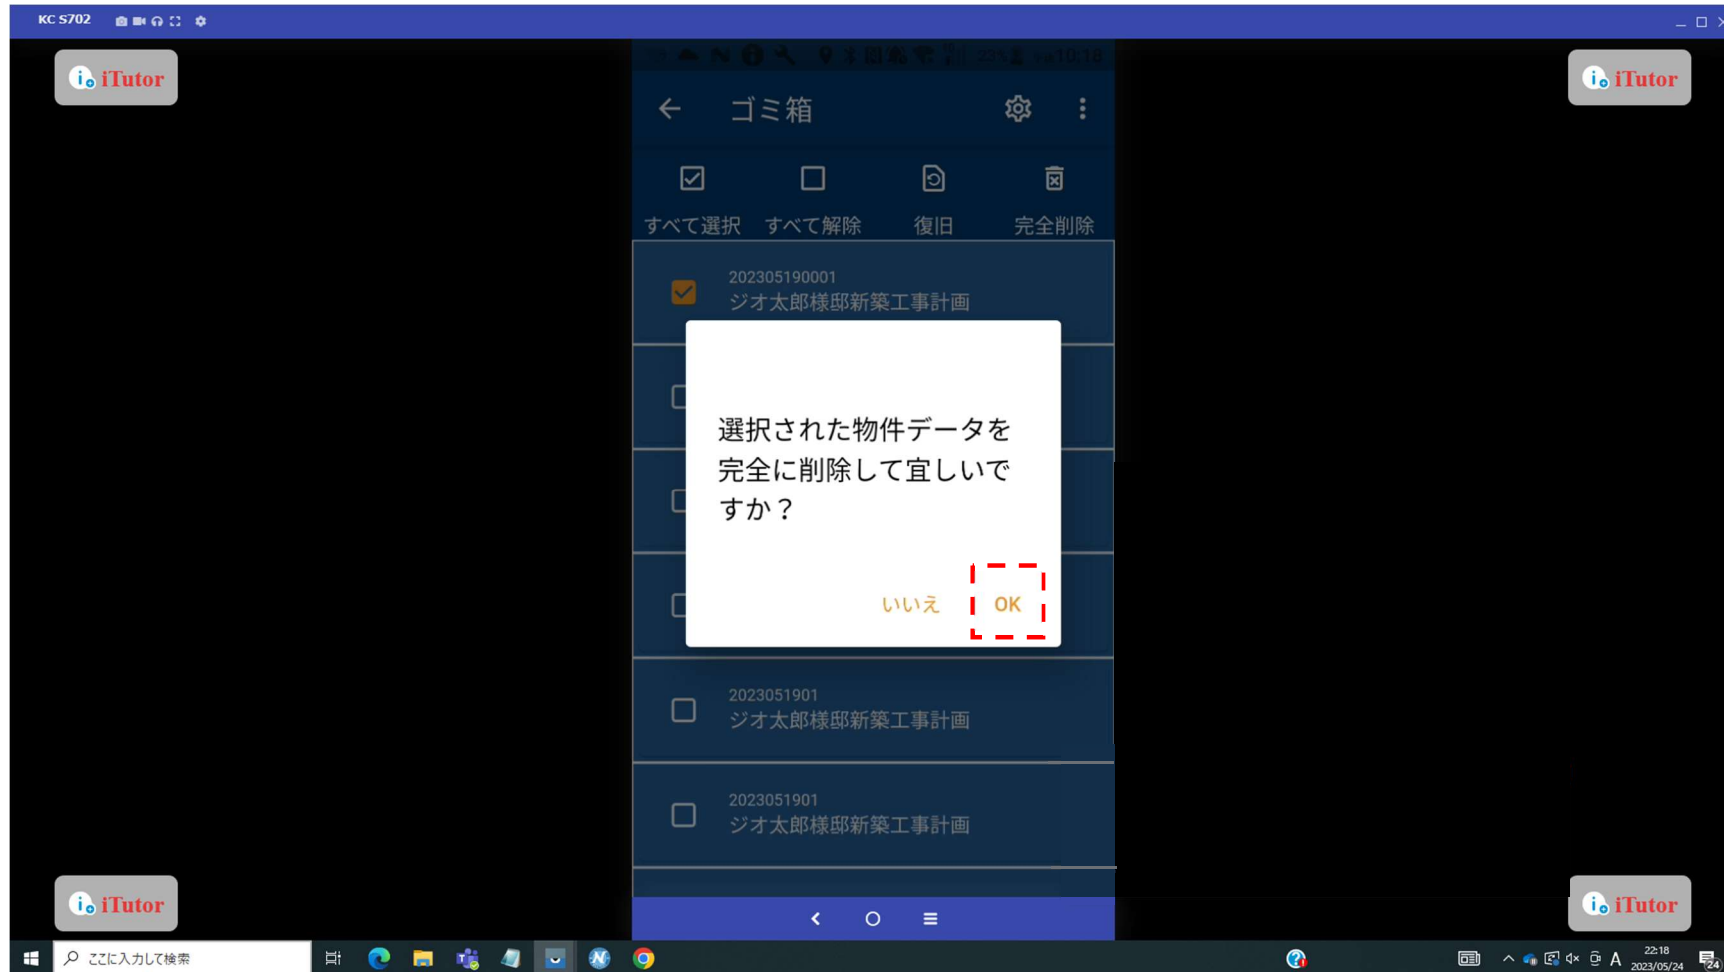 KC S702
iTutor
iTutor
ゴミ箱
すべて選択 すべて解除 復旧 完全削除
202305190001
ジオ太郎様邸新築工事計画
選択された物件データを
完全に削除して宜しいで
すか？
いいえ OK
2023051901
ジオ太郎様邸新築工事計画
2023051901
ジオ太郎様邸新築工事計画
iTutor
iTutor
ここに入力して検索
A
22:18
2023/05/24
24